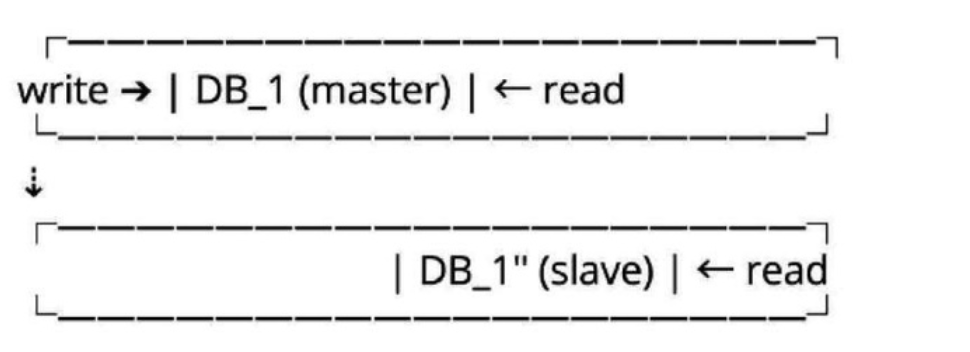 write → | DB_1 (master) | ← read
⇣
| DB_1" (slave) | ← read